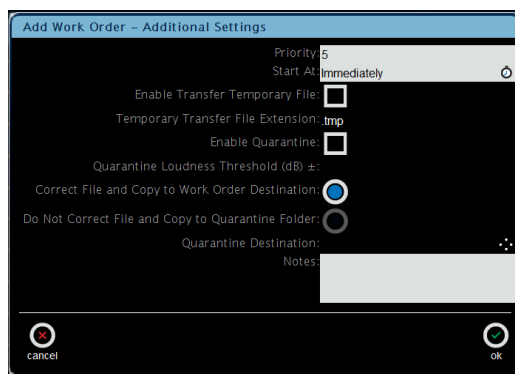 Add Work Order – Additional Settings
Priority: 5
Start At: Immediately
Enable Transfer Temporary File:
Temporary Transfer File Extension: .tmp
Enable Quarantine:
Quarantine Loudness Threshold (dB) ±:
Correct File and Copy to Work Order Destination:
Do Not Correct File and Copy to Quarantine Folder:
Quarantine Destination:
Notes:
cancel ok